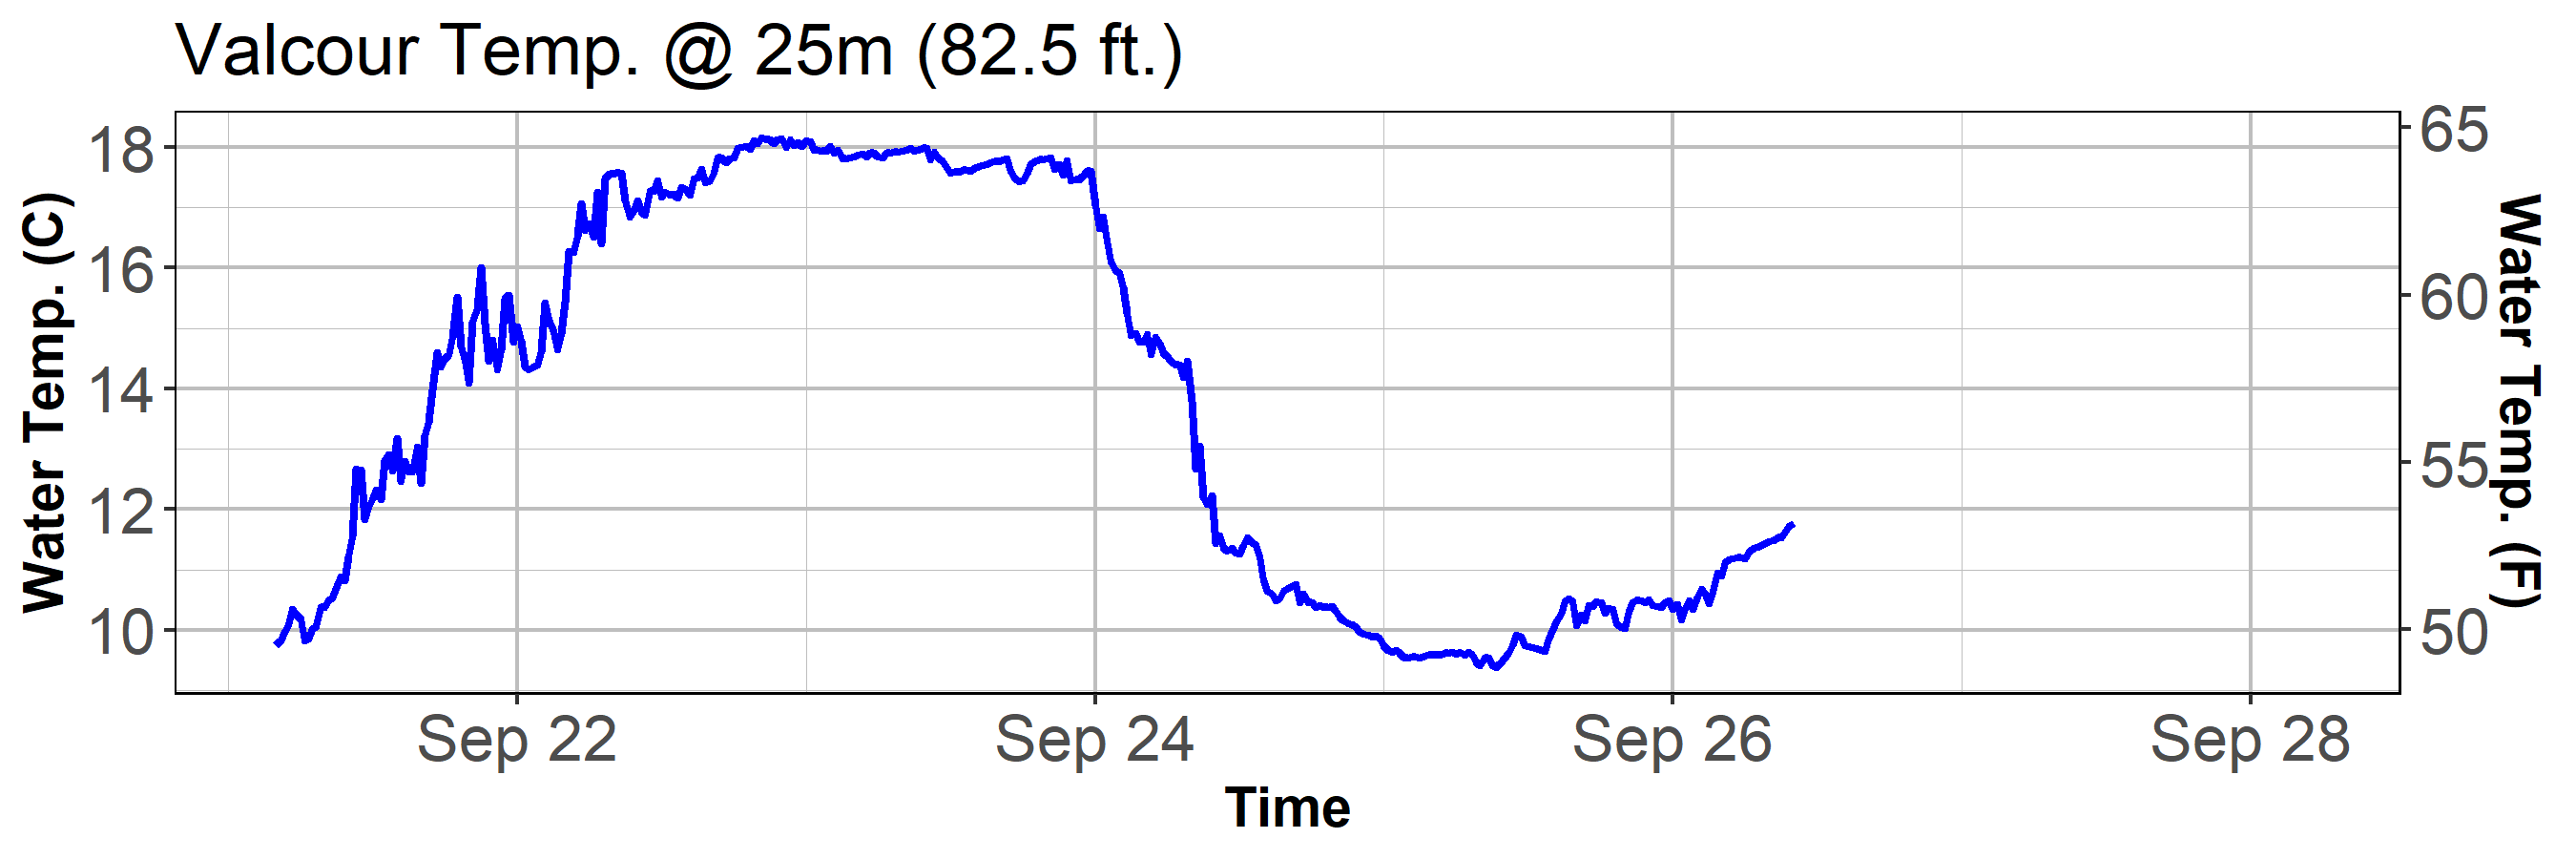 Valcour Temp. @ 25m (82.5 ft.)
Water Temp. (C)
18
16
14
12
10
65
60
55
50
Water Temp. (F)
Sep 22 Sep 24 Sep 26 Sep 28
Time